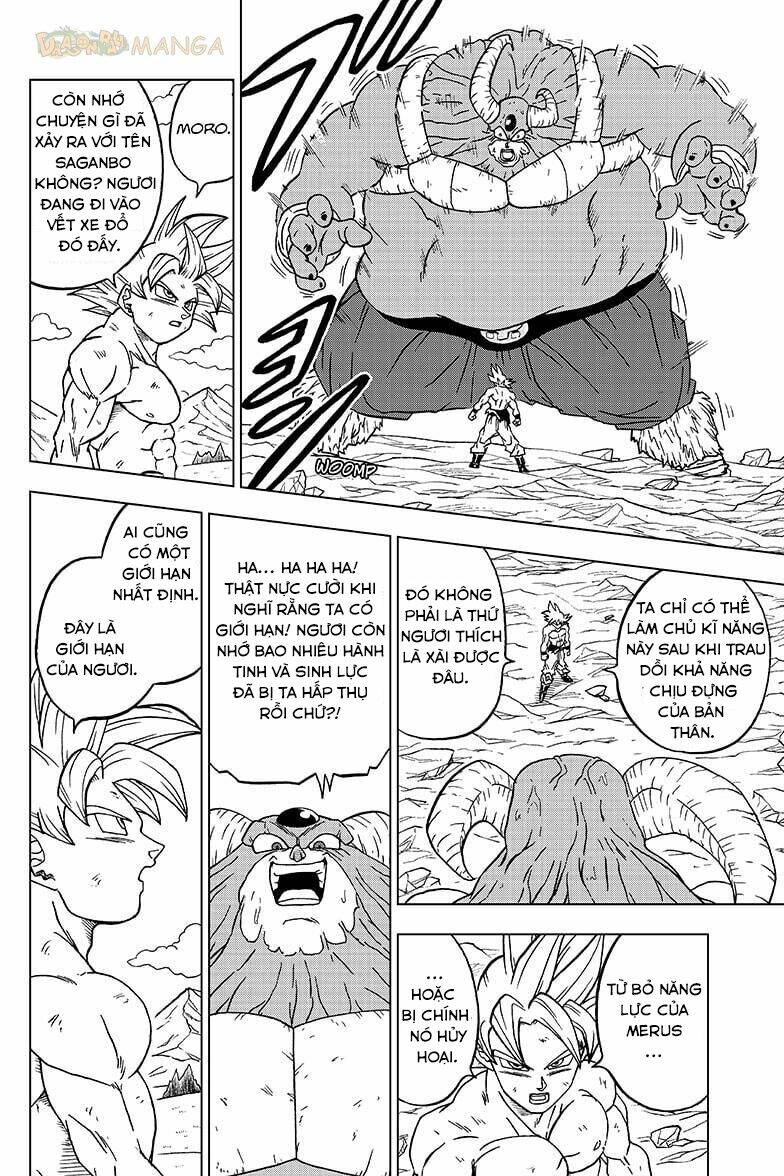 DRAGON BALL MANGA
MORO.
CÒN NHỚ
CHUYỆN GÌ ĐÃ
XẢY RA VỚI TÊN
SAGANBO
KHÔNG? NGƯƠI
ĐANG ĐI VÀO
VẾT XE ĐỔ
ĐÓ ĐẤY.
WOOMP
TA CHỈ CÓ THỂ
LÀM CHỦ KĨ NĂNG
NÀY SAU KHI TRAU
DỒI KHẢ NĂNG
CHỊU ĐỰNG
CỦA BẢN
THÂN.
ĐÓ KHÔNG
PHẢI LÀ THỨ
NGƯƠI THÍCH
LÀ XÀI ĐƯỢC
ĐÂU.
HA... HA HA HA!
THẬT NỰC CƯỜI KHI
NGHĨ RẰNG TA CÓ
GIỚI HẠN! NGƯƠI CÒN
NHỚ BAO NHIÊU HÀNH
TINH VÀ SINH LỰC
ĐÃ BỊ TA HẤP THỤ
RỒI CHỨ?!
AI CŨNG
CÓ MỘT
GIỚI HẠN
NHẤT ĐỊNH.
ĐÂY LÀ
GIỚI HẠN
CỦA NGƯƠI.
TỪ BỎ NĂNG
LỰC CỦA
MERUS
...
...
HOẶC
BỊ CHÍNH
NÓ HỦY
HOẠI.